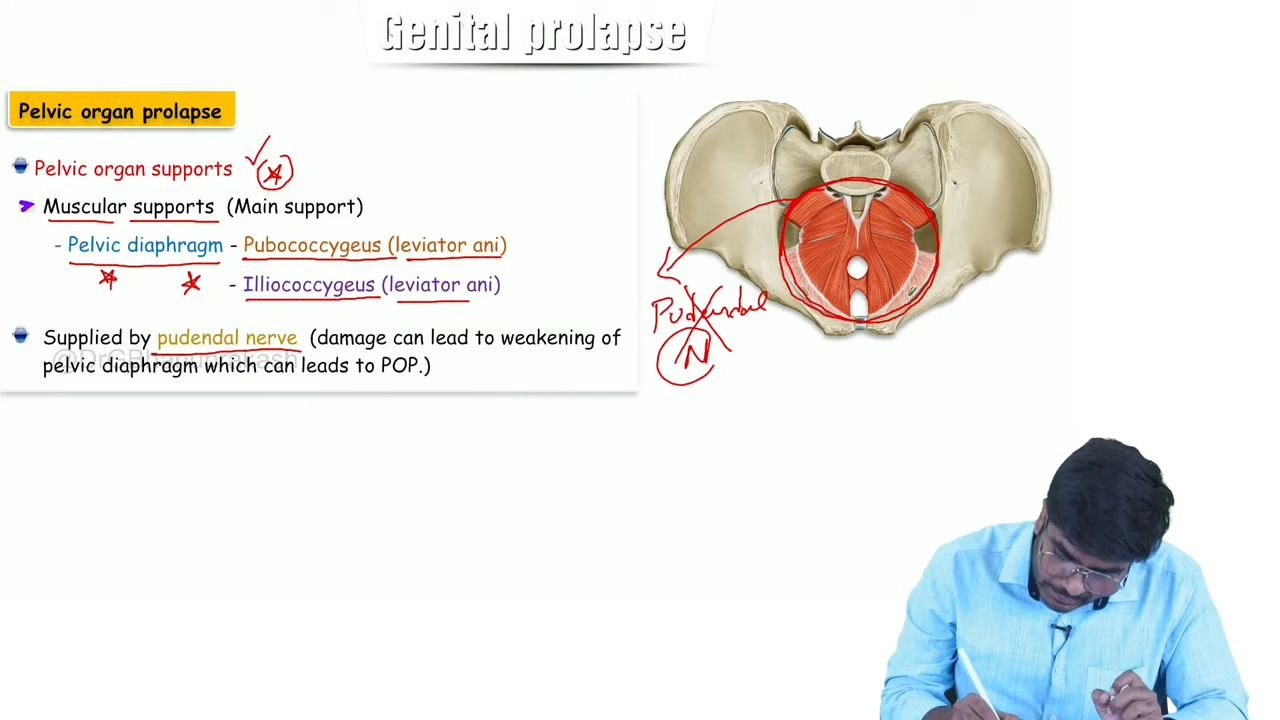 Genital prolapse
Pelvic organ prolapse
Pelvic organ supports
Muscular supports (Main support)
- Pelvic diaphragm - Pubococcygeus (leviator ani)
- Illiococcygeus (leviator ani)
Supplied by pudendal nerve (damage can lead to weakening of
@DrGBhanuprakash
pelvic diaphragm which can leads to POP.)
Pudendal
N